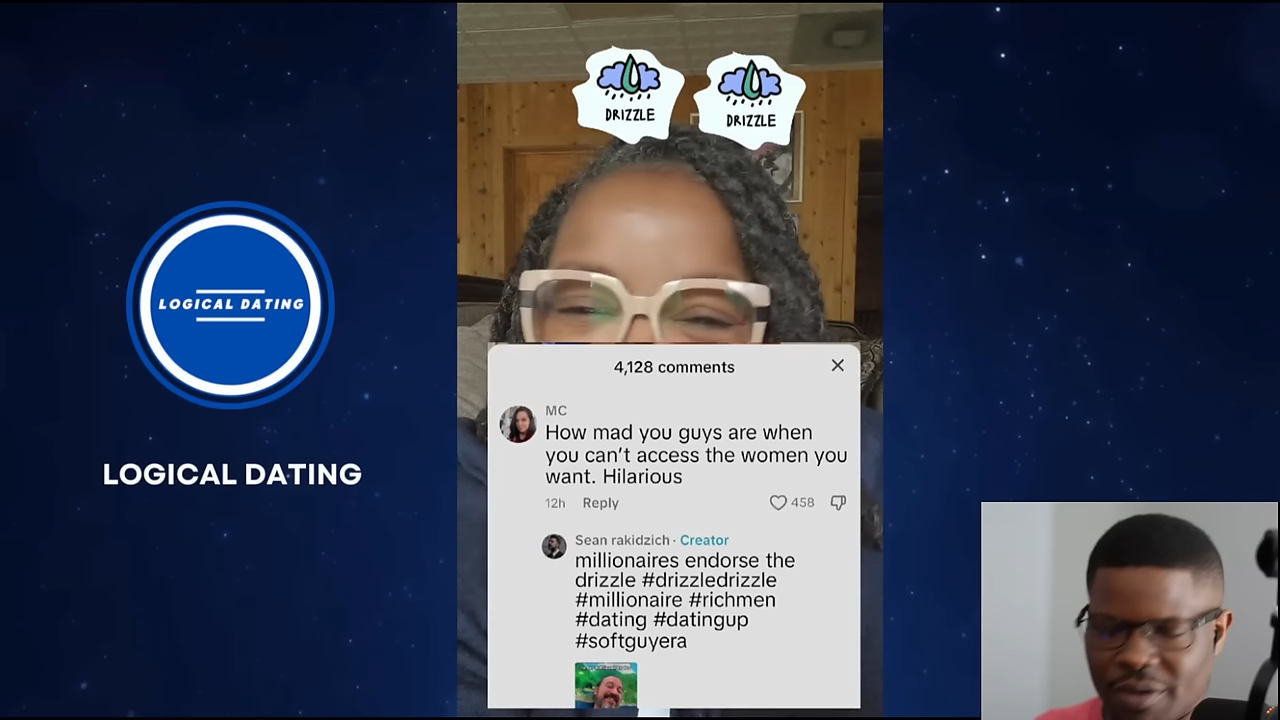 DRIZZLE
DRIZZLE
LOGICAL DATING
LOGICAL DATING
4,128 comments
MC
How mad you guys are when
you can't access the women you
want. Hilarious
12h Reply 458
Sean rakidzich · Creator
millionaires endorse the
drizzle #drizzledrizzle
#millionaire #richmen
#dating #datingup
#softguyera